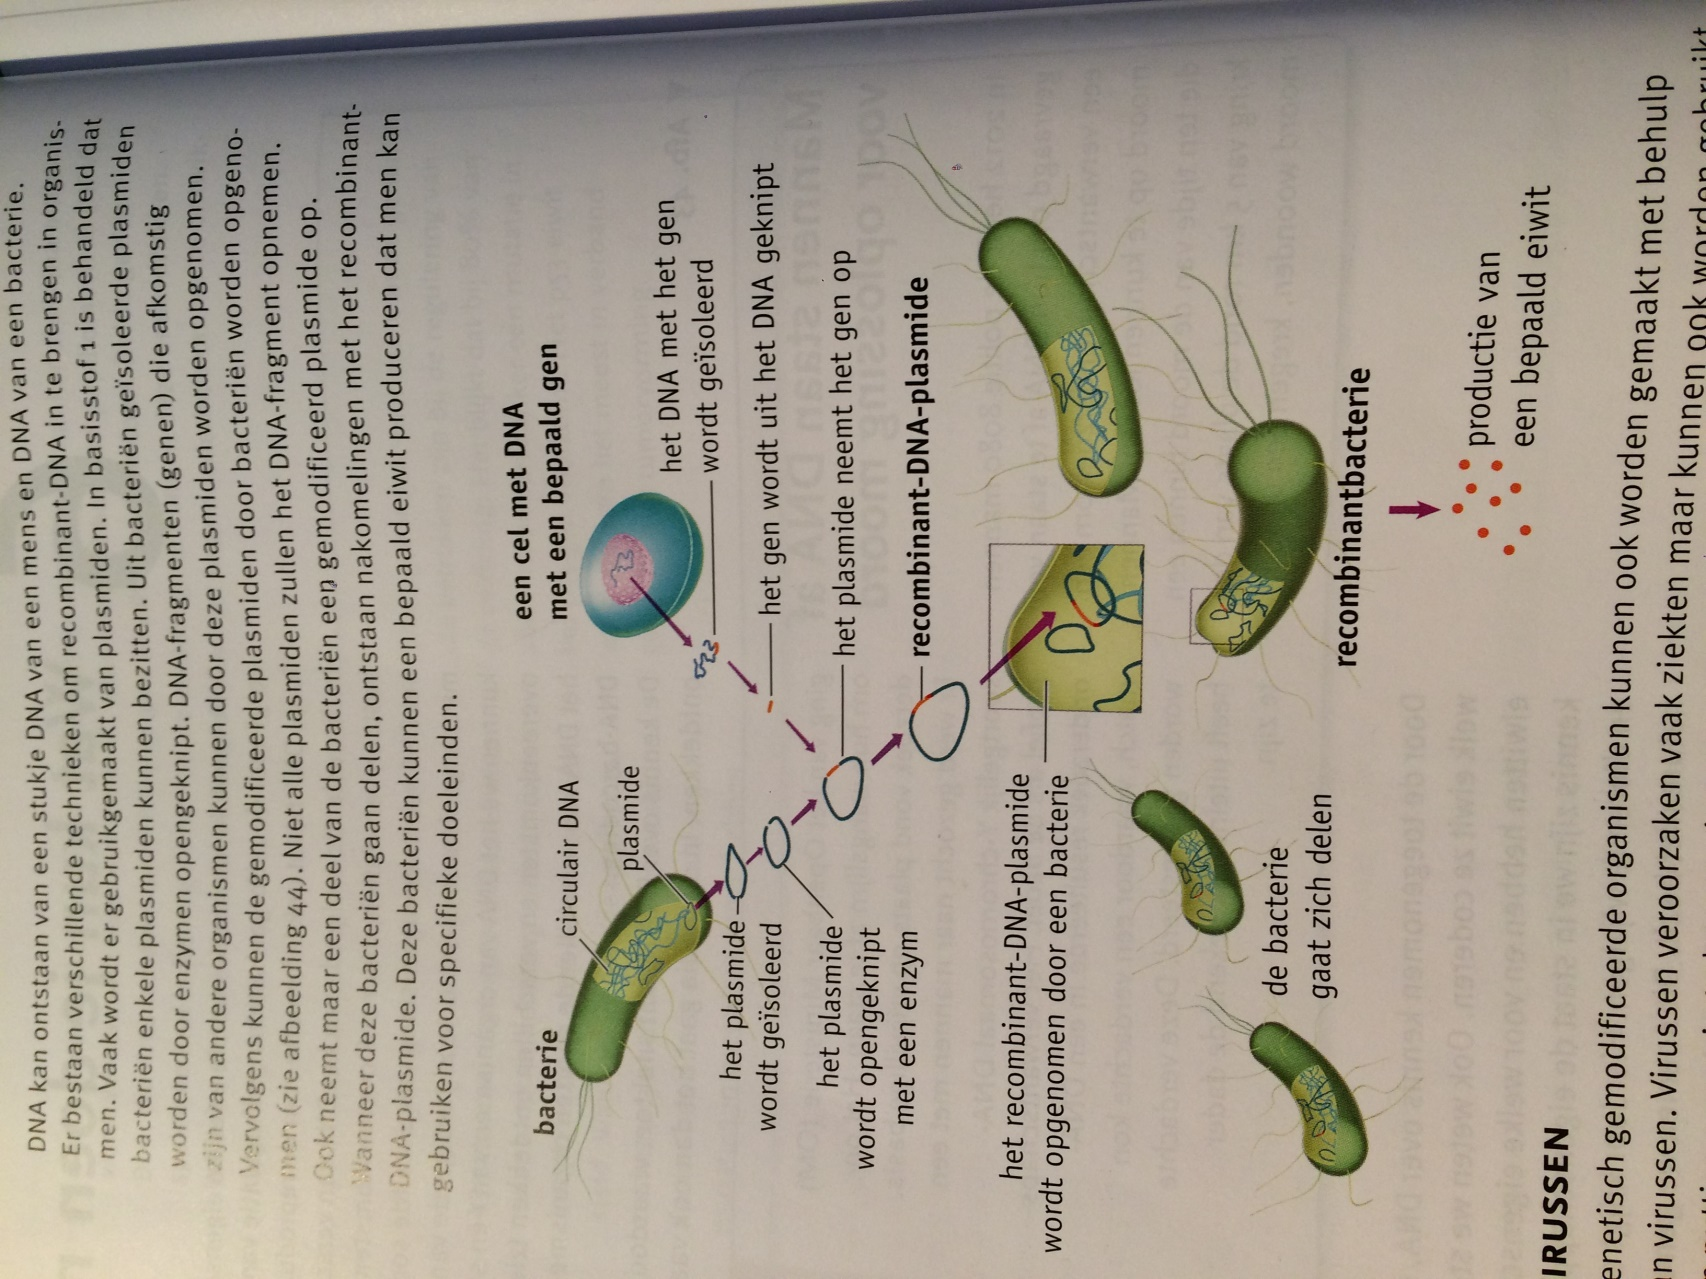 DNA kan ontstaan van een stukje DNA van een mens en DNA van een bacterie.
Er bestaan verschillende technieken om recombinant-DNA in te brengen in organis-
men. Vaak wordt er gebruikgemaakt van plasmiden. In basisstof 1 is behandeld dat
bacteriën enkele plasmiden kunnen bezitten. Uit bacteriën geïsoleerde plasmiden
worden door enzymen opengeknipt. DNA-fragmenten (genen) die afkomstig
zijn van andere organismen kunnen door deze plasmiden worden opgenomen.
Vervolgens kunnen de gemodificeerde plasmiden door bacteriën worden opgeno-
men (zie afbeelding 44). Niet alle plasmiden zullen het DNA-fragment opnemen.
Ook neemt maar een deel van de bacteriën een gemodificeerd plasmide op.
Wanneer deze bacteriën gaan delen, ontstaan nakomelingen met het recombinant-
DNA-plasmide. Deze bacteriën kunnen een bepaald eiwit produceren dat men kan
gebruiken voor specifieke doeleinden.
bacterie
circulair DNA
plasmide
een cel met DNA
met een bepaald gen
het DNA met het gen
wordt geïsoleerd
het plasmide
wordt geïsoleerd
het gen wordt uit het DNA geknipt
het plasmide
wordt opengeknipt
met een enzym
het plasmide neemt het gen op
recombinant-DNA-plasmide
het recombinant-DNA-plasmide
wordt opgenomen door een bacterie
de bacterie
gaat zich delen
recombinantbacterie
productie van
een bepaald eiwit
IRUSSEN
enetisch gemodificeerde organismen kunnen ook worden gemaakt met behulp
n virussen. Virussen veroorzaken vaak ziekten maar kunnen ook worden gebruikt